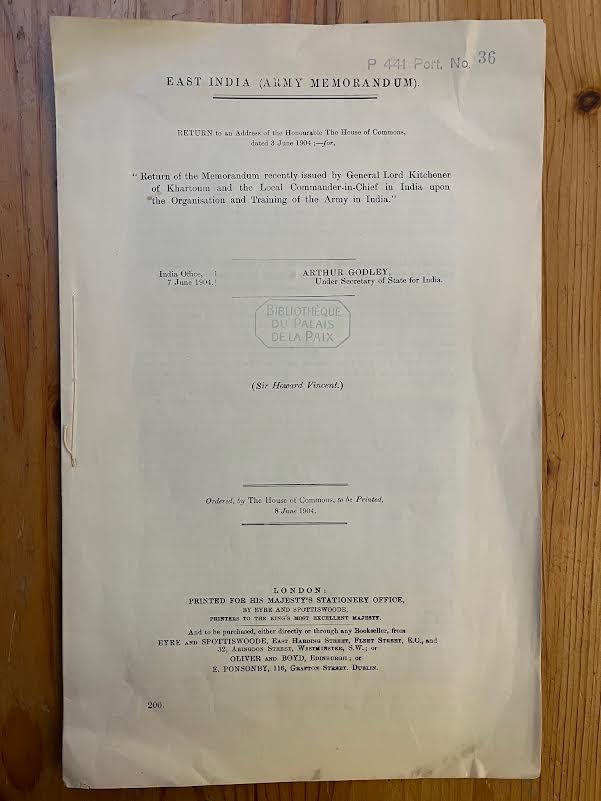 P 441 Port. No. 36
EAST INDIA (ARMY MEMORANDUM).
RETURN to an Address of the Honourable The House of Commons,
dated 3 June 1904 ;—for,
" Return of the Memorandum recently issued by General Lord Kitchener
of Khartoum and the Local Commander-in-Chief in India upon
the Organisation and Training of the Army in India."
India Office,
7 June 1904.
ARTHUR GODLEY,
Under Secretary of State for India.
BIBLIOTHÈQUE
DU PALAIS
DE LA PAIX
(Sir Howard Vincent.)
Ordered, by The House of Commons, to be Printed,
8 June 1904.
LONDON:
PRINTED FOR HIS MAJESTY'S STATIONERY OFFICE,
BY EYRE AND SPOTTISWOODE,
PRINTERS TO THE KING'S MOST EXCELLENT MAJESTY.
And to be purchased, either directly or through any Bookseller, from
EYRE AND SPOTTISWOODE, EAST HARDING STREET, FLEET STREET, E.C., and
32, ABINGDON STREET, WESTMINSTER, S.W.; or
OLIVER AND BOYD, EDINBURGH; or
E. PONSONBY, 116, GRAFTON STREET, DUBLIN.
200.